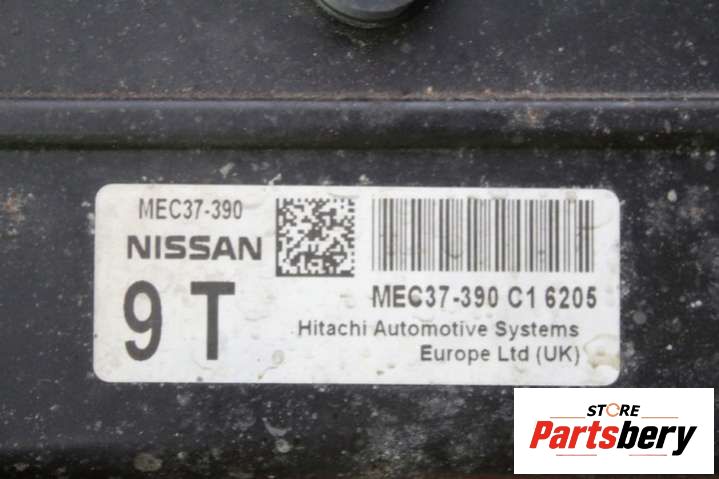 MEC37-390
NISSAN
9 T
MEC37-390 C1 6205
Hitachi Automotive Systems
Europe Ltd (UK)
STORE
Partsbery